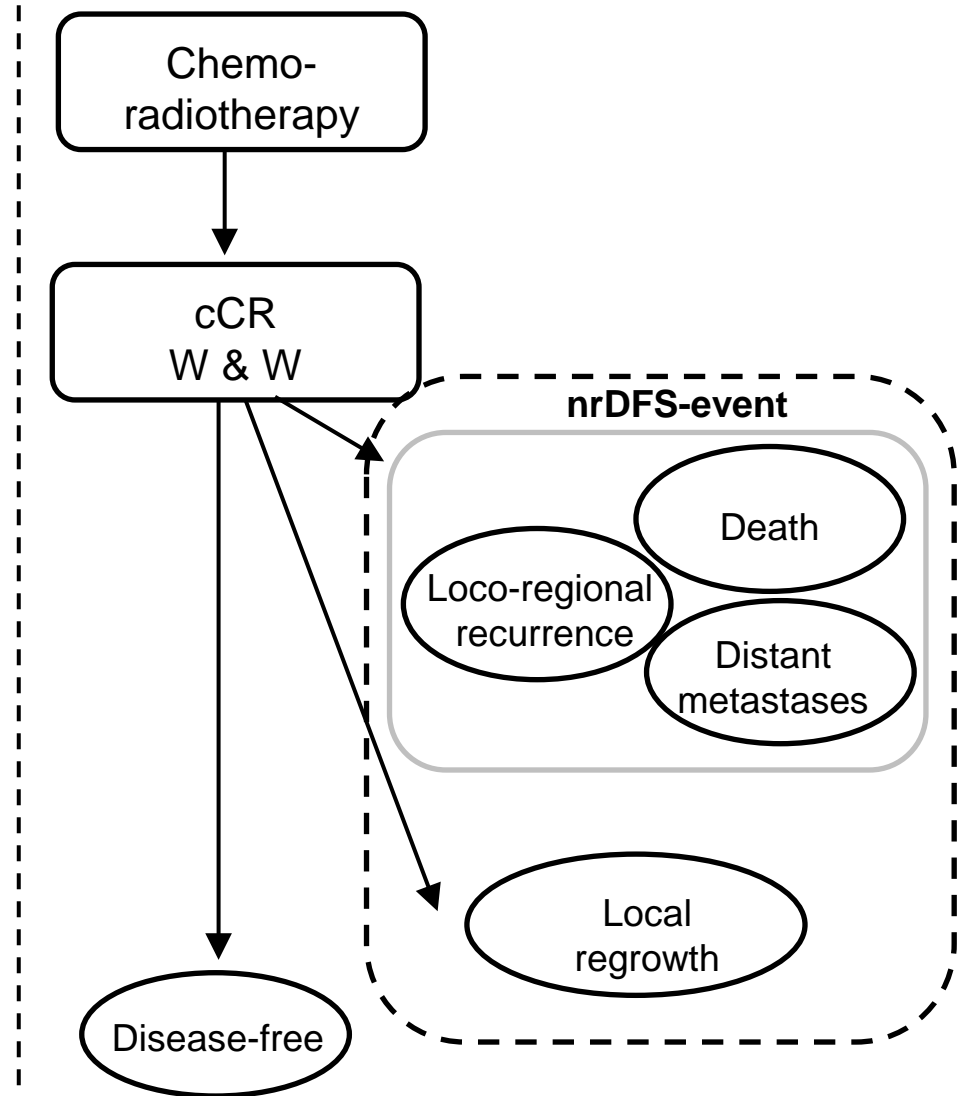 Chemo-
radiotherapy
cCR
W & W
nrDFS-event
Death
Loco-regional
recurrence
Distant
metastases
Local
regrowth
Disease-free